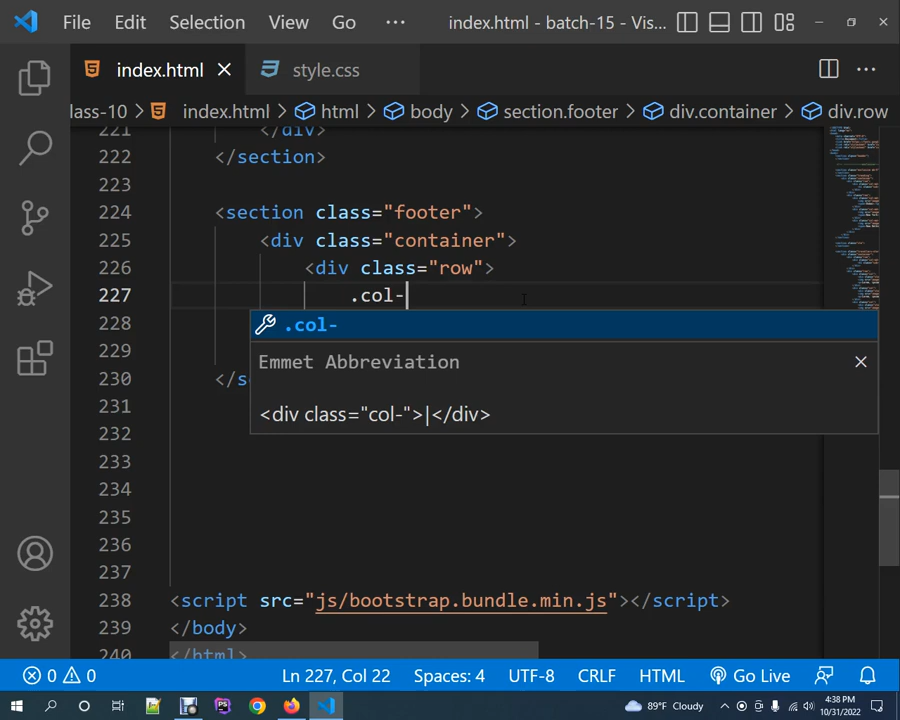 File Edit Selection View Go ··· index.html - batch-15 - Vis...
index.html style.css
lass-10 > index.html > html > body > section.footer > div.container > div.row
221 </div>
222 </section>
223
224 <section class="footer">
225 <div class="container">
226 <div class="row">
227 .col-
.col-
228
Emmet Abbreviation
229
230 </s
<div class="col-">|</div>
231
232
233
234
235
236
237
238 <script src="js/bootstrap.bundle.min.js"></script>
239 </body>
240 </html>
0 0 Ln 227, Col 22 Spaces: 4 UTF-8 CRLF HTML Go Live
PS 89°F Cloudy 4:38 PM
10/31/2022